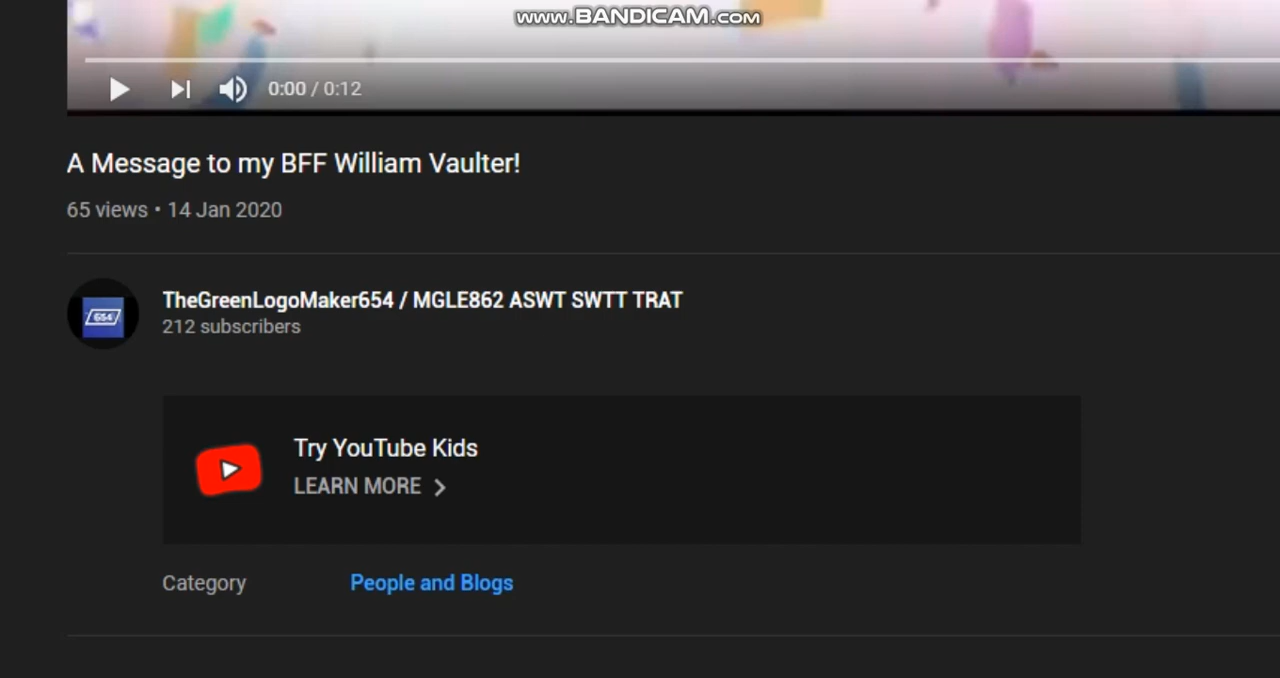 www.BANDICAM.com
0:00 / 0:12
A Message to my BFF William Vaulter!
65 views • 14 Jan 2020
654
TheGreenLogoMaker654 / MGLE862 ASWT SWTT TRAT
212 subscribers
Try YouTube Kids
LEARN MORE
Category People and Blogs